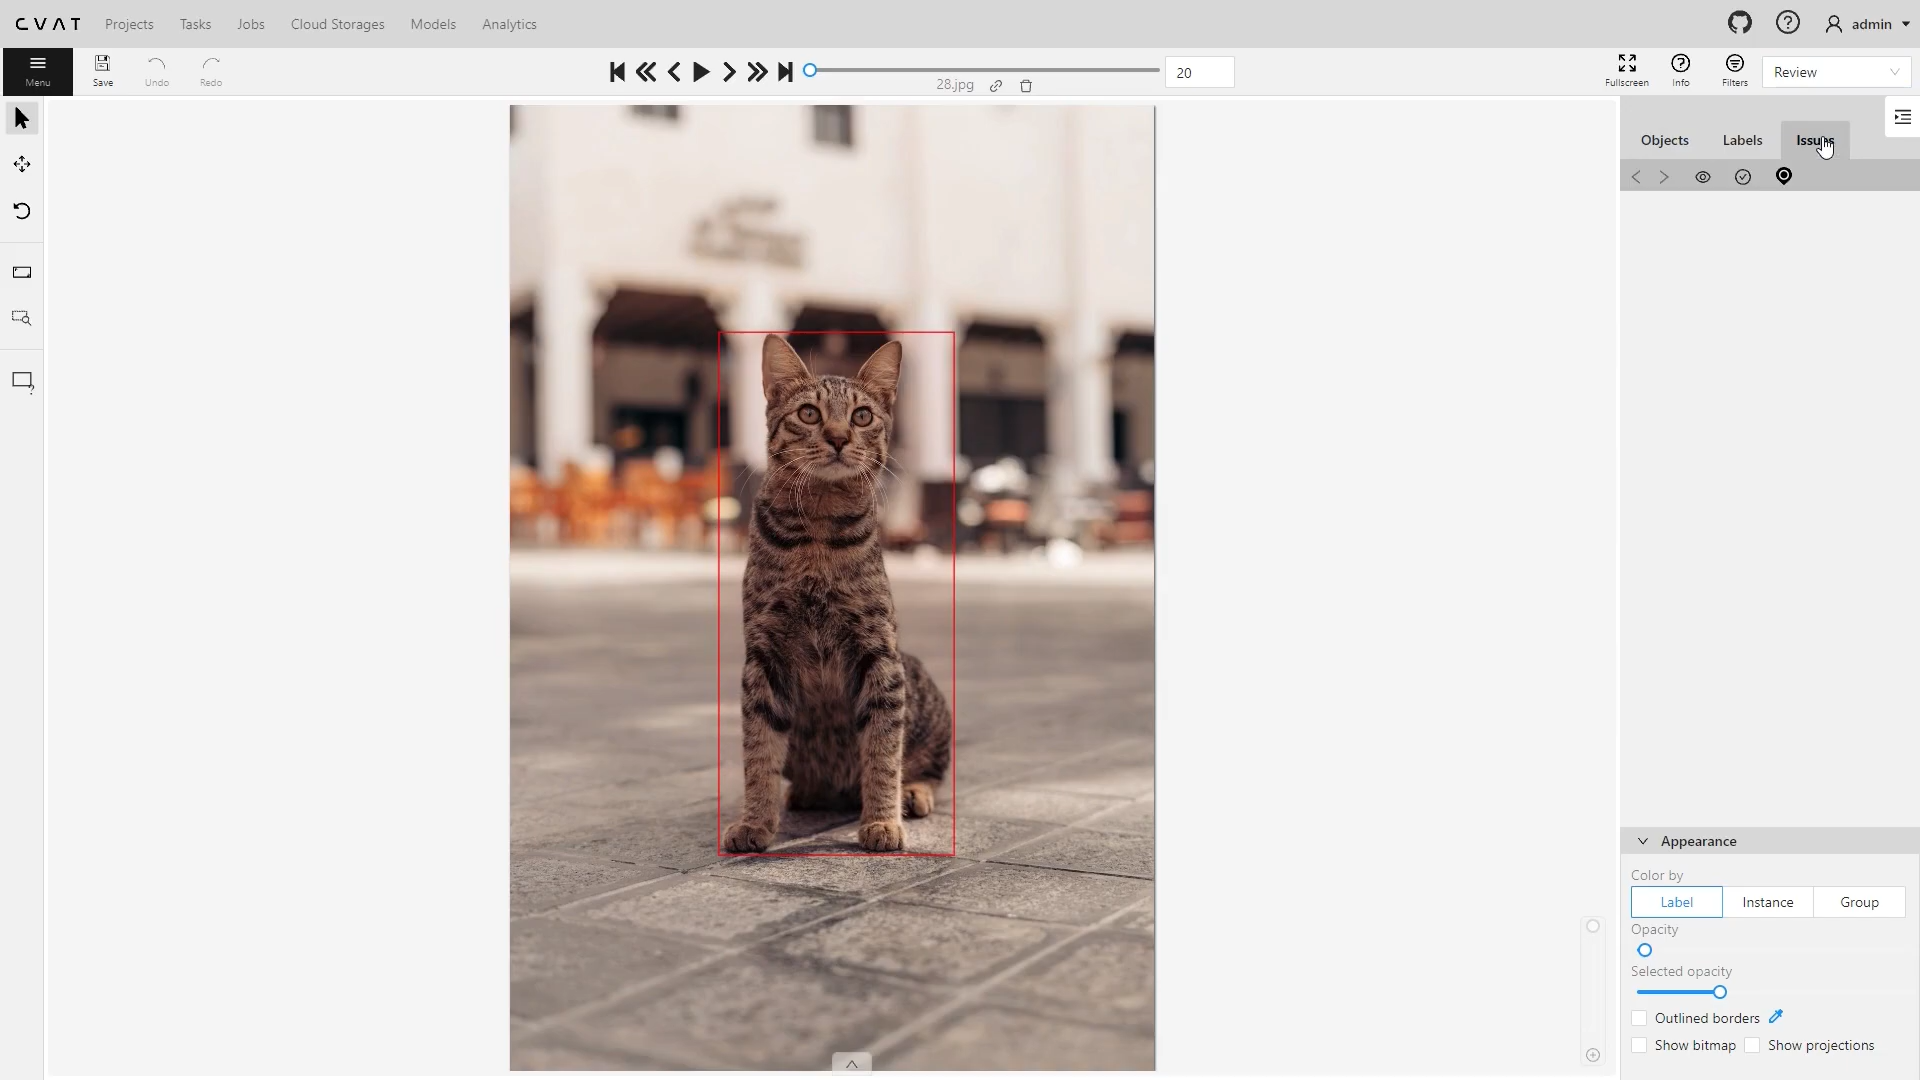 CVAT Projects Tasks Jobs Cloud Storages Models Analytics admin
Menu Save Undo Redo 28.jpg 20 Fullscreen Info Filters Review
Objects Labels Issues
Appearance
Color by
Label Instance Group
Opacity
Selected opacity
Outlined borders
Show bitmap Show projections